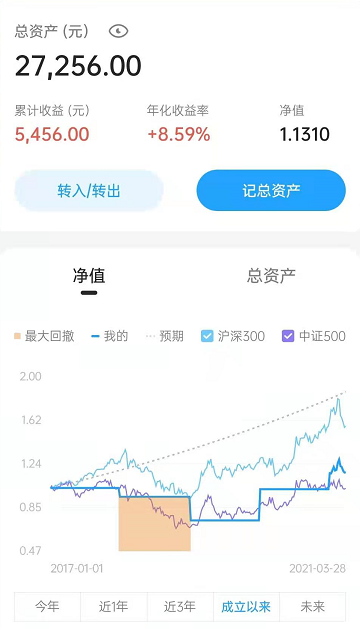 总资产 (元)
27,256.00
累计收益 (元) 年化收益率 净值
5,456.00 +8.59% 1.1310
转入/转出 记总资产
净值 总资产
最大回撤 我的 预期 沪深300 中证500
2.00
1.62
1.24
0.85
0.47
2017-01-01 2021-03-28
今年 近1年 近3年 成立以来 未来